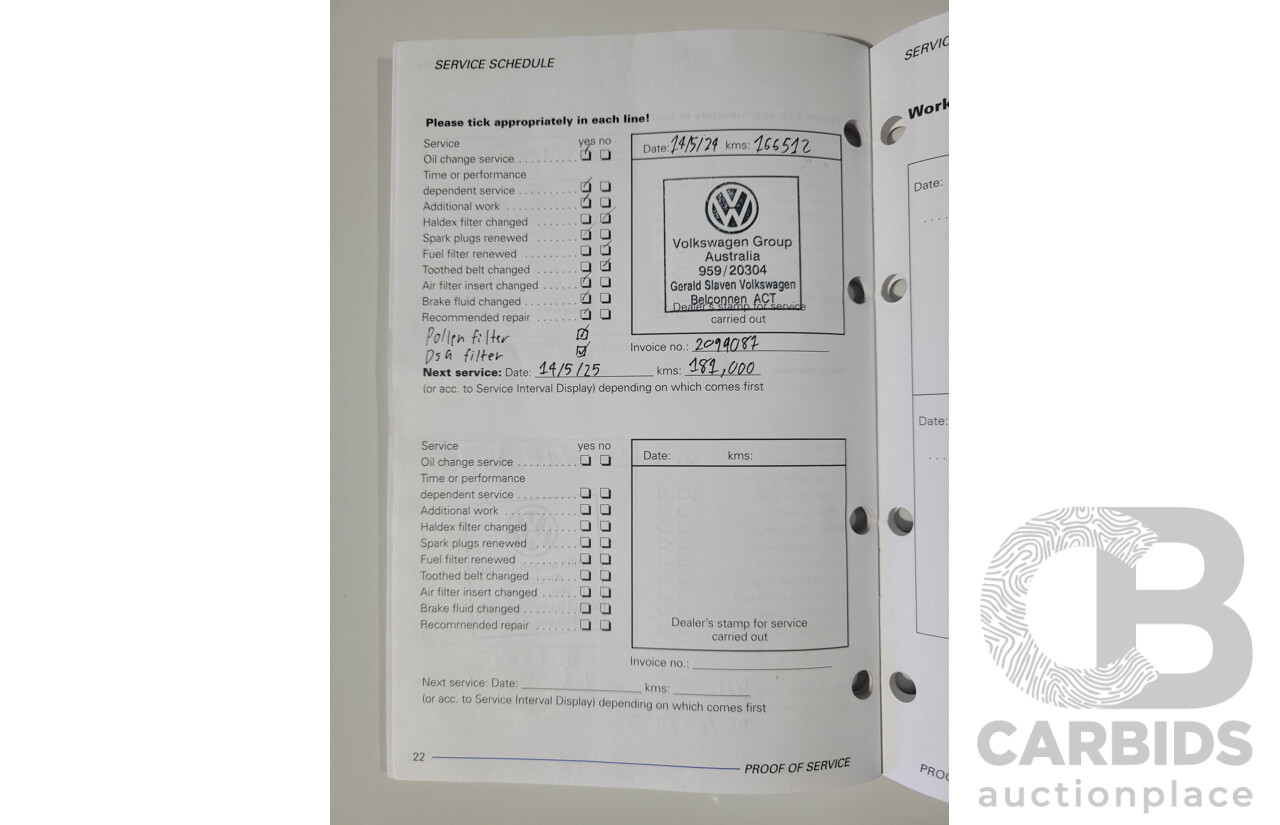 SERVICE SCHEDULE
Please tick appropriately in each line!
Service yes no
Oil change service ..........
Time or performance
dependent service ..........
Additional work ............
Haldex filter changed .......
Spark plugs renewed .......
Fuel filter renewed .........
Toothed belt changed .......
Air filter insert changed .....
Brake fluid changed .........
Recommended repair .......
Pollen filter
DSG filter
Date: 14/5/24 kms: 166512
Volkswagen Group
Australia
959/20304
Gerald Slaven Volkswagen
Belconnen ACT
Dealer's stamp for service
carried out
Invoice no.: 2099087
Next service: Date: 14/5/25 kms: 181,000
(or acc. to Service Interval Display) depending on which comes first
Service yes no
Oil change service ..........
Time or performance
dependent service ..........
Additional work ............
Haldex filter changed .......
Spark plugs renewed .......
Fuel filter renewed .........
Toothed belt changed .......
Air filter insert changed ......
Brake fluid changed .........
Recommended repair .......
Date: kms:
Dealer's stamp for service
carried out
Invoice no.:
Next service: Date: kms:
(or acc. to Service Interval Display) depending on which comes first
22
PROOF OF SERVICE
SERVIC
Work
Date:
....
Date:
...
PROO
CB
CARBIDS
auctionplace